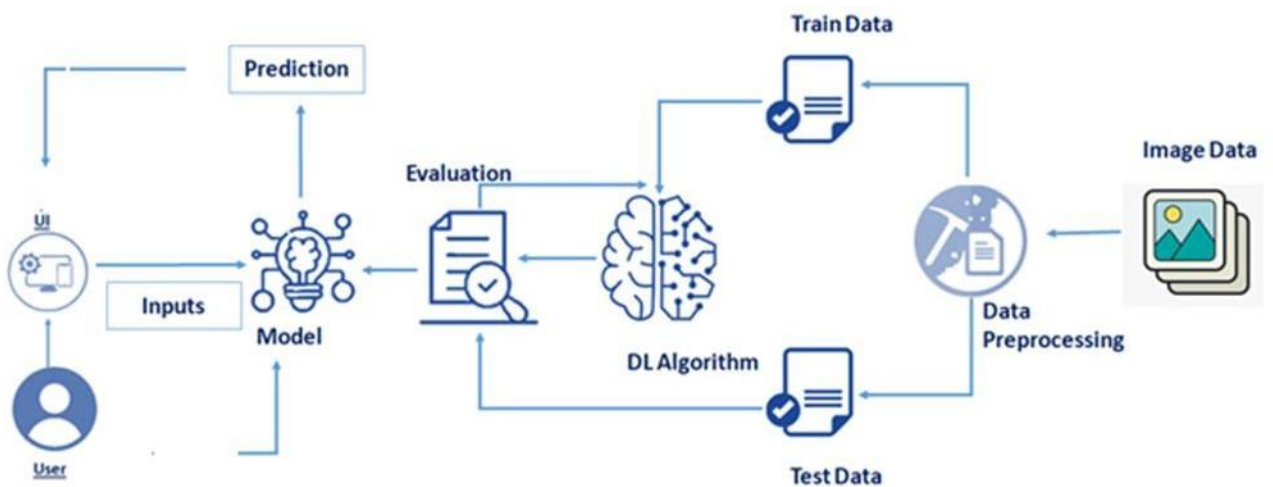 Train Data
Prediction
Image Data
Evaluation
UI
Inputs
Model
Data
Preprocessing
DL Algorithm
User
Test Data